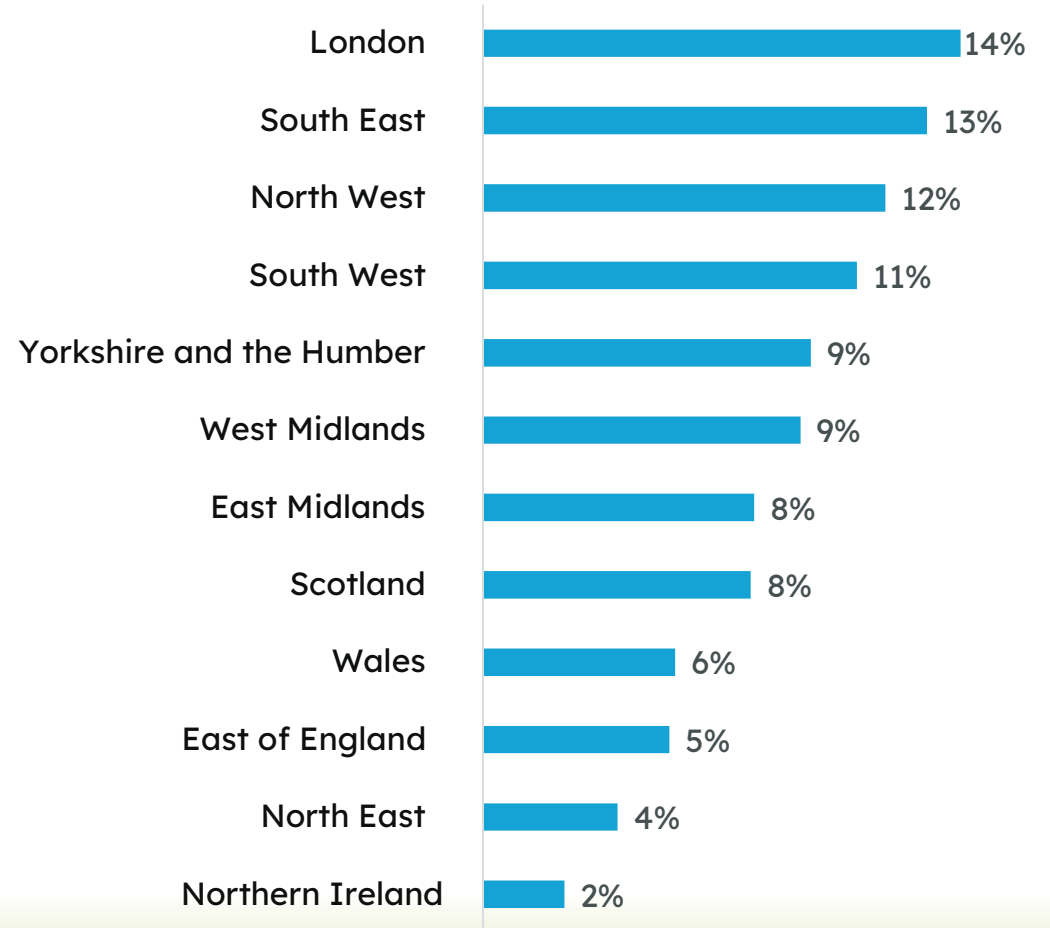 London 14%
South East 13%
North West 12%
South West 11%
Yorkshire and the Humber 9%
West Midlands 9%
East Midlands 8%
Scotland 8%
Wales 6%
East of England 5%
North East 4%
Northern Ireland 2%